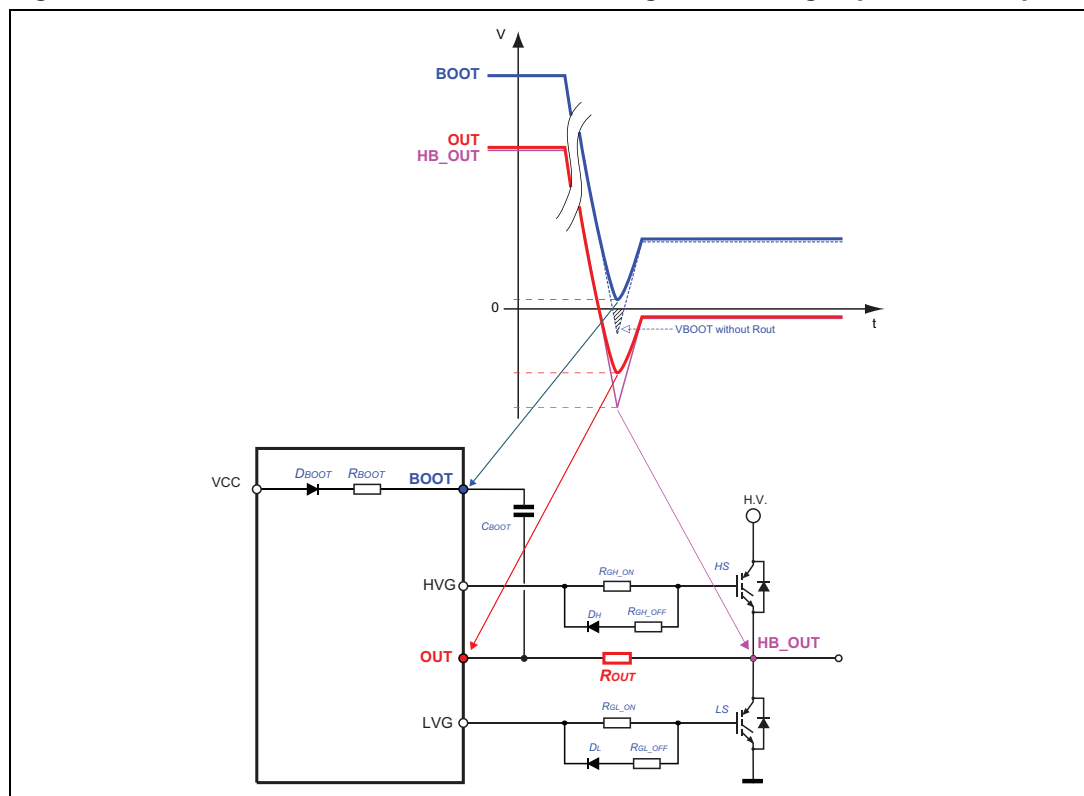 V
BOOT
OUT
HB_OUT
0
t
VBOOT without Rout
DBOOT RBOOT BOOT
VCC
CBOOT
H.V.
HVG
RGH_ON
HS
DH RGH_OFF
OUT
HB_OUT
ROUT
LVG
RGL_ON
LS
DL RGL_OFF